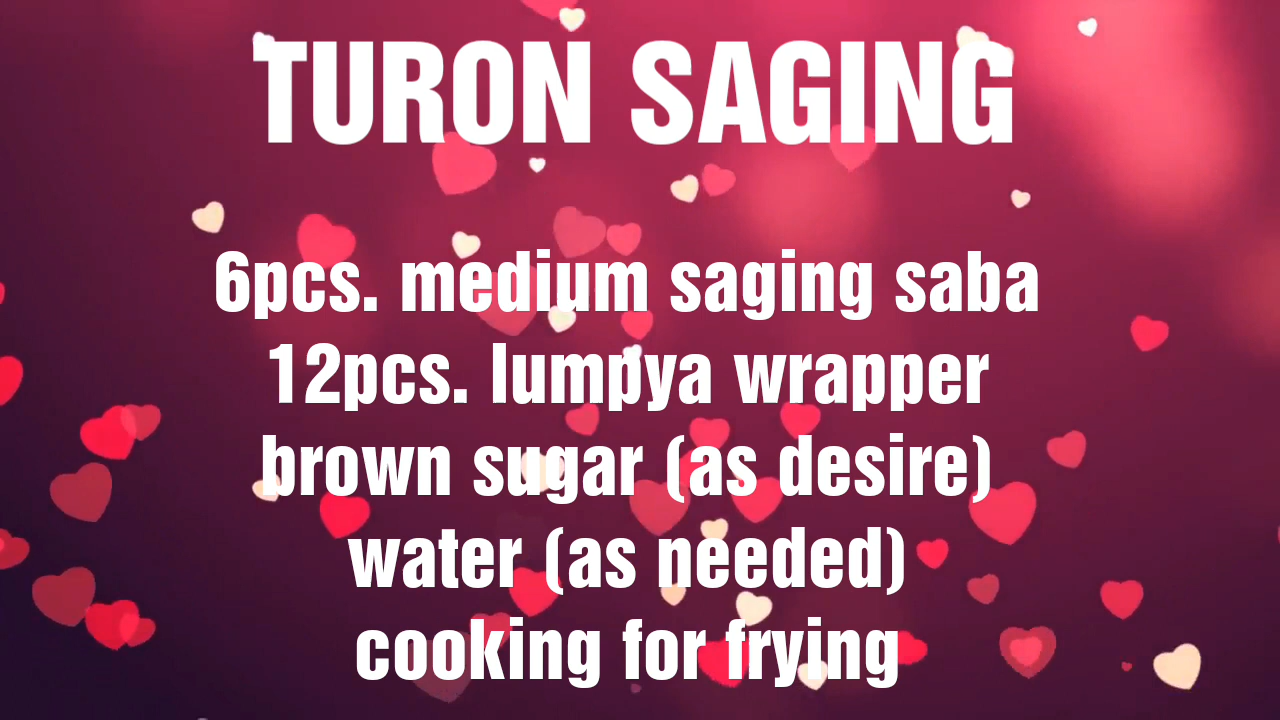 TURON SAGING
6pcs. medium saging saba
12pcs. lumpya wrapper
brown sugar (as desire)
water (as needed)
cooking for frying